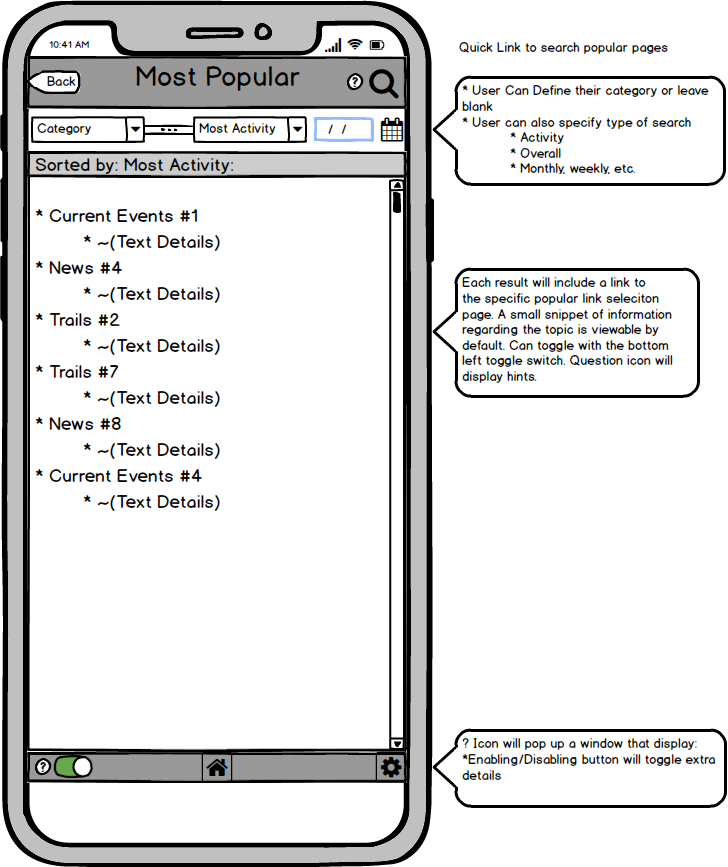 10:41 AM
Quick Link to search popular pages
Back
Most Popular
?
* User Can Define their category or leave
blank
* User can also specify type of search
* Activity
* Overall
* Monthly, weekly, etc.
Category
Most Activity
/ /
Sorted by: Most Activity:
* Current Events #1
* ~(Text Details)
* News #4
* ~(Text Details)
* Trails #2
* ~(Text Details)
* Trails #7
* ~(Text Details)
* News #8
* ~(Text Details)
* Current Events #4
* ~(Text Details)
Each result will include a link to
the specific popular link seleciton
page. A small snippet of information
regarding the topic is viewable by
default. Can toggle with the bottom
left toggle switch. Question icon will
display hints.
?
? Icon will pop up a window that display:
*Enabling/Disabling button will toggle extra
details